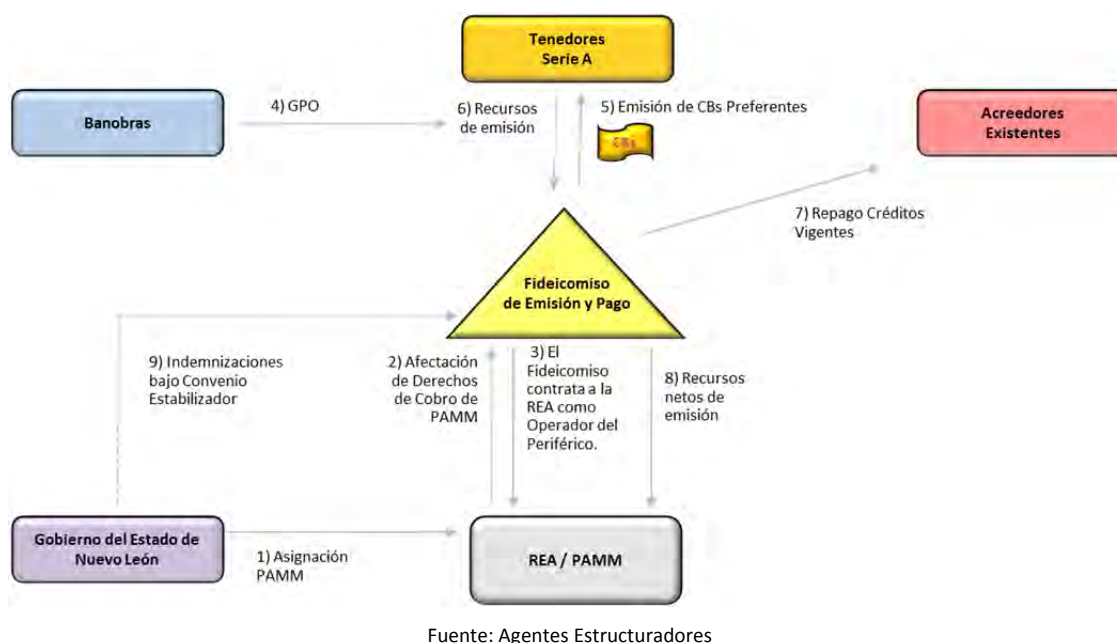 Tenedores
Serie A
Banobras
4) GPO
6) Recursos
de emisión
5) Emisión de CBs Preferentes
CBs
Acreedores
Existentes
7) Repago Créditos
Vigentes
Fideicomiso
de Emisión y Pago
9) Indemnizaciones
bajo Convenio
Estabilizador
2) Afectación
de Derechos
de Cobro de
PAMM
3) El
Fideicomiso
contrata a la
REA como
Operador del
Periférico.
8) Recursos
netos de
emisión
Gobierno del Estado de
Nuevo León
1) Asignación
PAMM
REA / PAMM
Fuente: Agentes Estructuradores